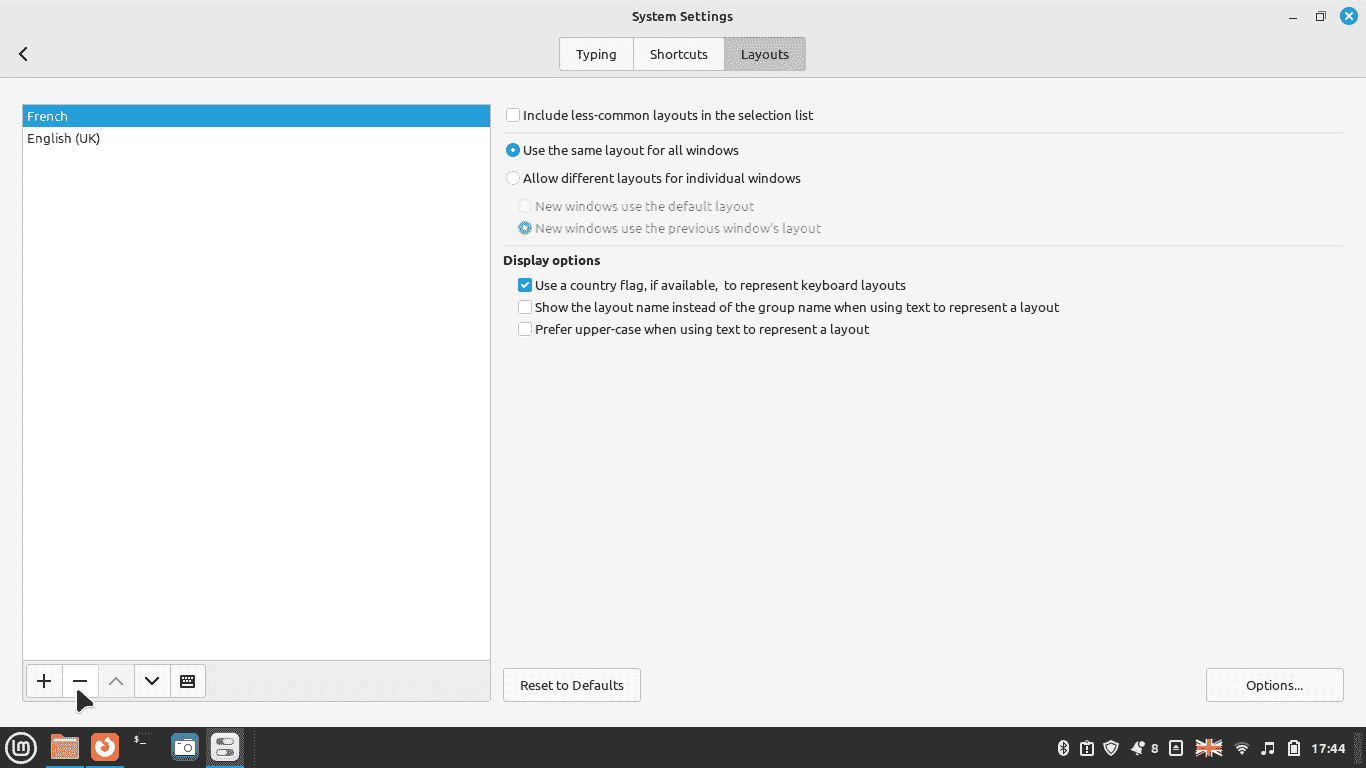 System Settings
Typing
Shortcuts
Layouts
French
English (UK)
Include less-common layouts in the selection list
Use the same layout for all windows
Allow different layouts for individual windows
New windows use the default layout
New windows use the previous window's layout
Display options
Use a country flag, if available,  to represent keyboard layouts
Show the layout name instead of the group name when using text to represent a layout
Prefer upper-case when using text to represent a layout
Reset to Defaults
Options...
$_
8
17:44